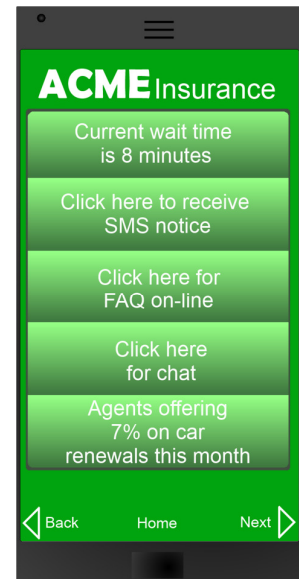 ACME Insurance
Current wait time
is 8 minutes
Click here to receive
SMS notice
Click here for
FAQ on-line
Click here
for chat
Agents offering
7% on car
renewals this month
Back Home Next